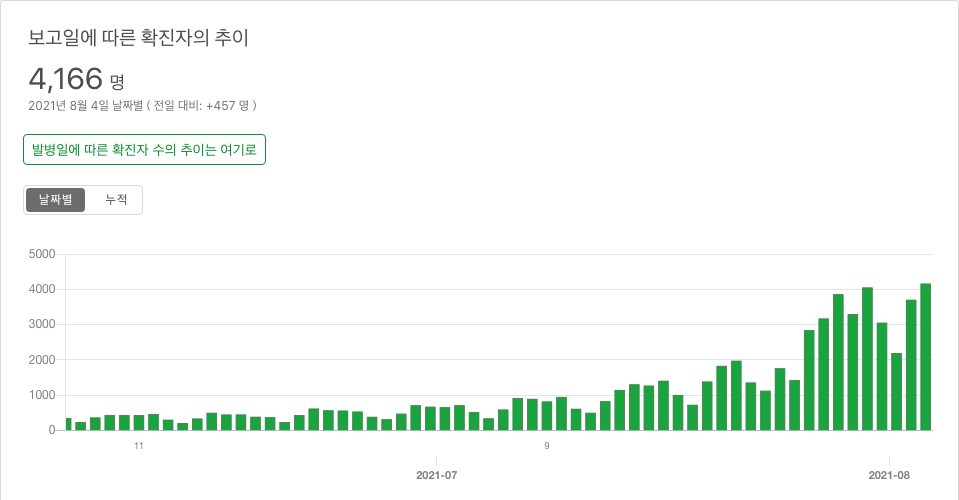 보고일에 따른 확진자의 추이
4,166 명
2021년 8월 4일 날짜별 ( 전일 대비: +457 명 )
발병일에 따른 확진자 수의 추이는 여기로
날짜별 누적
5000
4000
3000
2000
1000
0
11 9
2021-07 2021-08